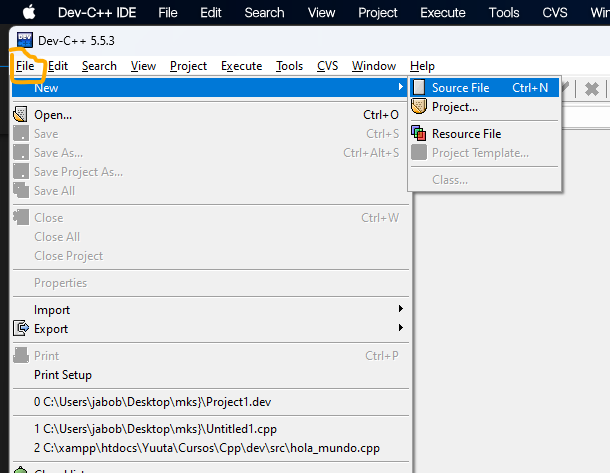 Dev-C++ IDE File Edit Search View Project Execute Tools CVS
DEV Dev-C++ 5.5.3
File Edit Search View Project Execute Tools CVS Window Help
New
Source File Ctrl+N
Project...
Resource File
Project Template...
Class...
Open... Ctrl+O
Save Ctrl+S
Save As... Ctrl+Alt+S
Save Project As...
Save All
Close Ctrl+W
Close All
Close Project
Properties
Import
Export
Print Ctrl+P
Print Setup
0 C:\Users\jabob\Desktop\mks}\Project1.dev
1 C:\Users\jabob\Desktop\mks}\Untitled1.cpp
2 C:\xampp\htdocs\Yuuta\Cursos\Cpp\dev\src\hola_mundo.cpp